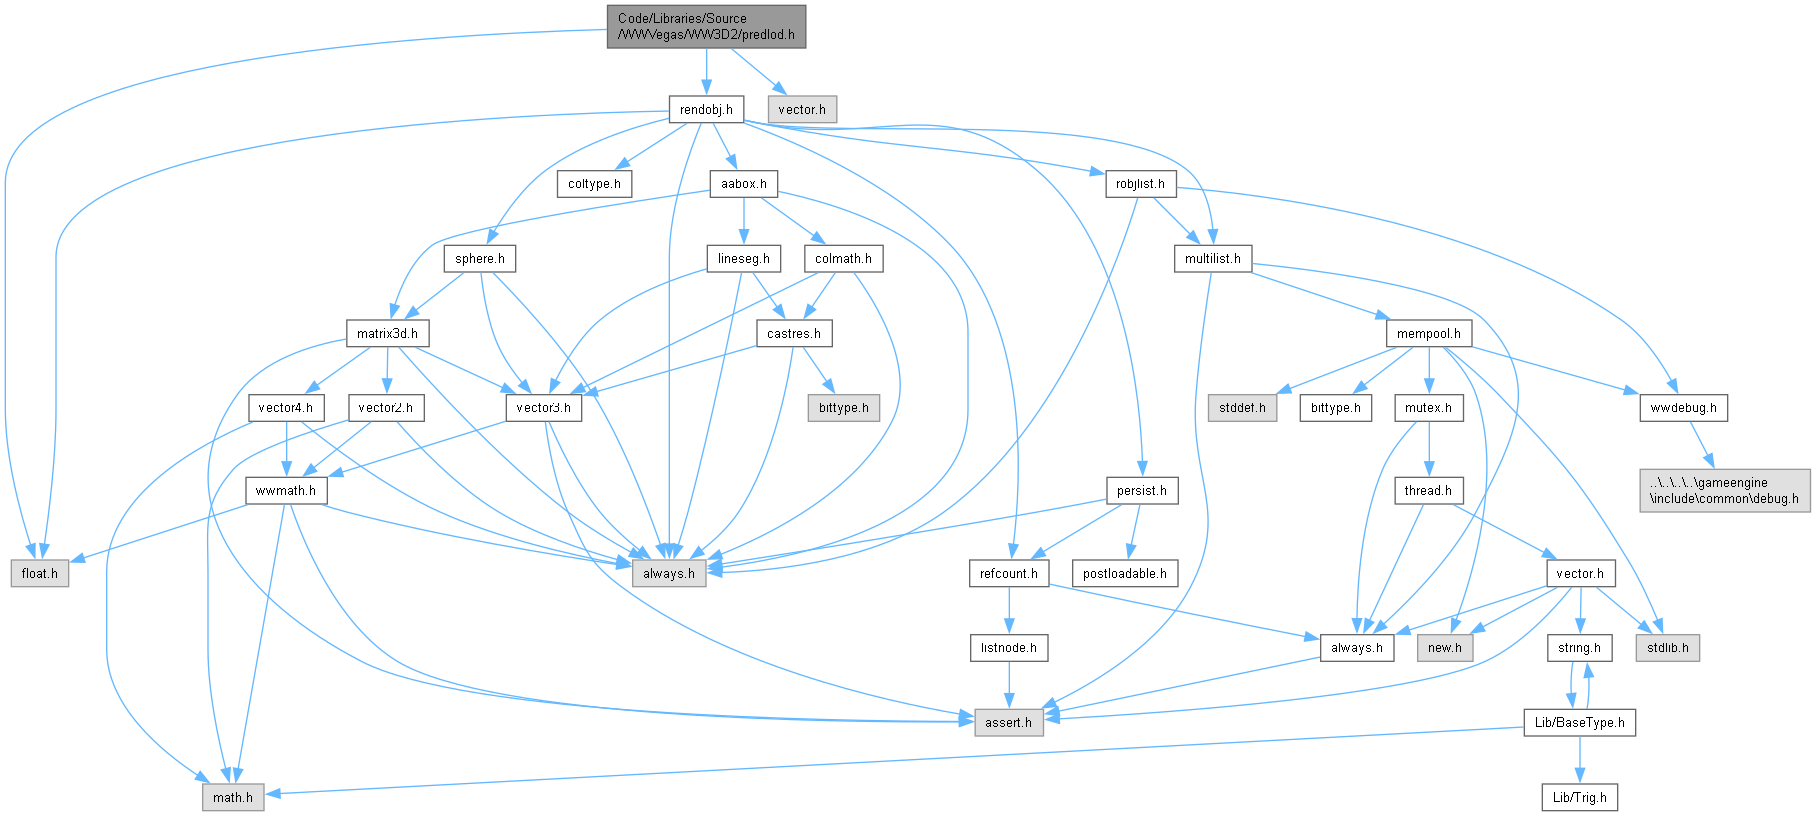 Code/Libraries/Source
/WWVegas/WW3D2/predlod.h
rendobj.h
vector.h
coltype.h
aabox.h
robjlist.h
sphere.h
lineseg.h
colmath.h
multilist.h
matrix3d.h
castres.h
mempool.h
vector4.h
vector2.h
vector3.h
bittype.h
stddef.h
bittype.h
mutex.h
wwdebug.h
wwmath.h
persist.h
thread.h
..\..\..\..\gameengine
\include\common\debug.h
float.h
always.h
refcount.h
postloadable.h
vector.h
listnode.h
always.h
new.h
string.h
stdlib.h
assert.h
Lib/BaseType.h
math.h
Lib/Trig.h